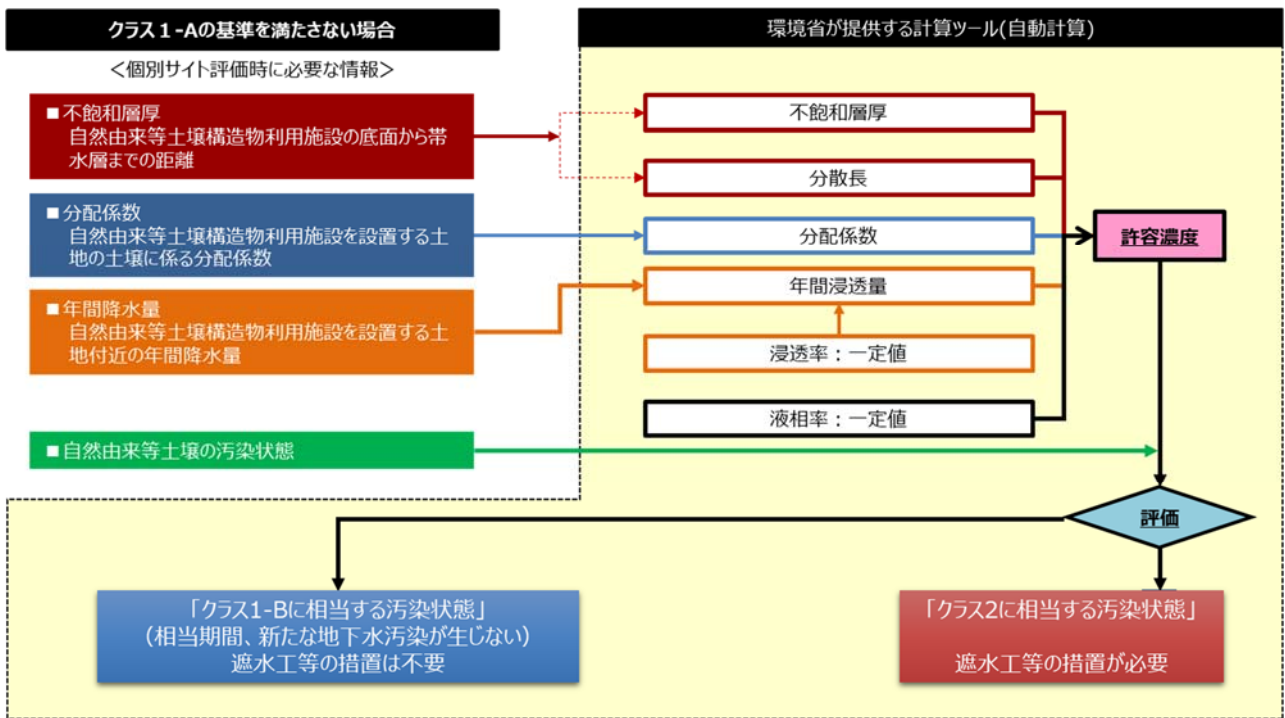 クラス1-Aの基準を満たさない場合
＜個別サイト評価時に必要な情報＞
■不飽和層厚
自然由来等土壌構造物利用施設の底面から帯
水層までの距離
■分配係数
自然由来等土壌構造物利用施設を設置する土
地の土壌に係る分配係数
■年間降水量
自然由来等土壌構造物利用施設を設置する土
地付近の年間降水量
■自然由来等土壌の汚染状態
環境省が提供する計算ツール(自動計算)
不飽和層厚
分散長
分配係数
年間浸透量
浸透率：一定値
液相率：一定値
許容濃度
評価
「クラス1-Bに相当する汚染状態」
（相当期間、新たな地下水汚染が生じない）
遮水工等の措置は不要
「クラス2に相当する汚染状態」
遮水工等の措置が必要